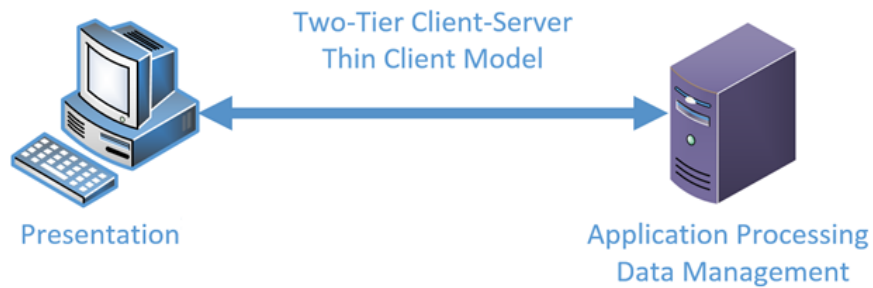 Two-Tier Client-Server
Thin Client Model
Presentation
Application Processing
Data Management